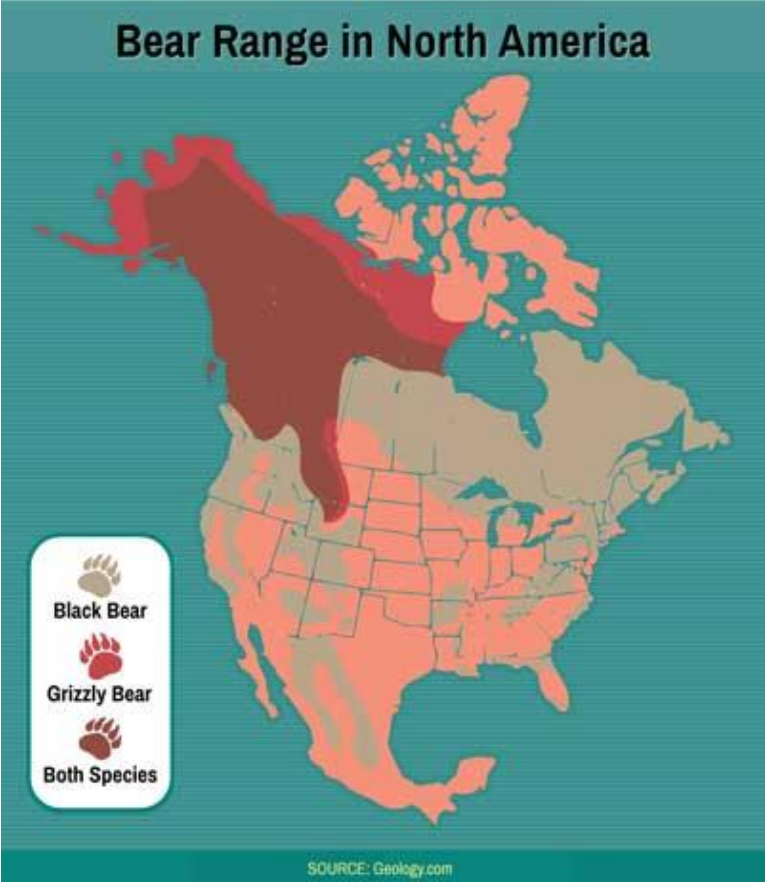 Bear Range in North America
Black Bear
Grizzly Bear
Both Species
SOURCE: Geology.com